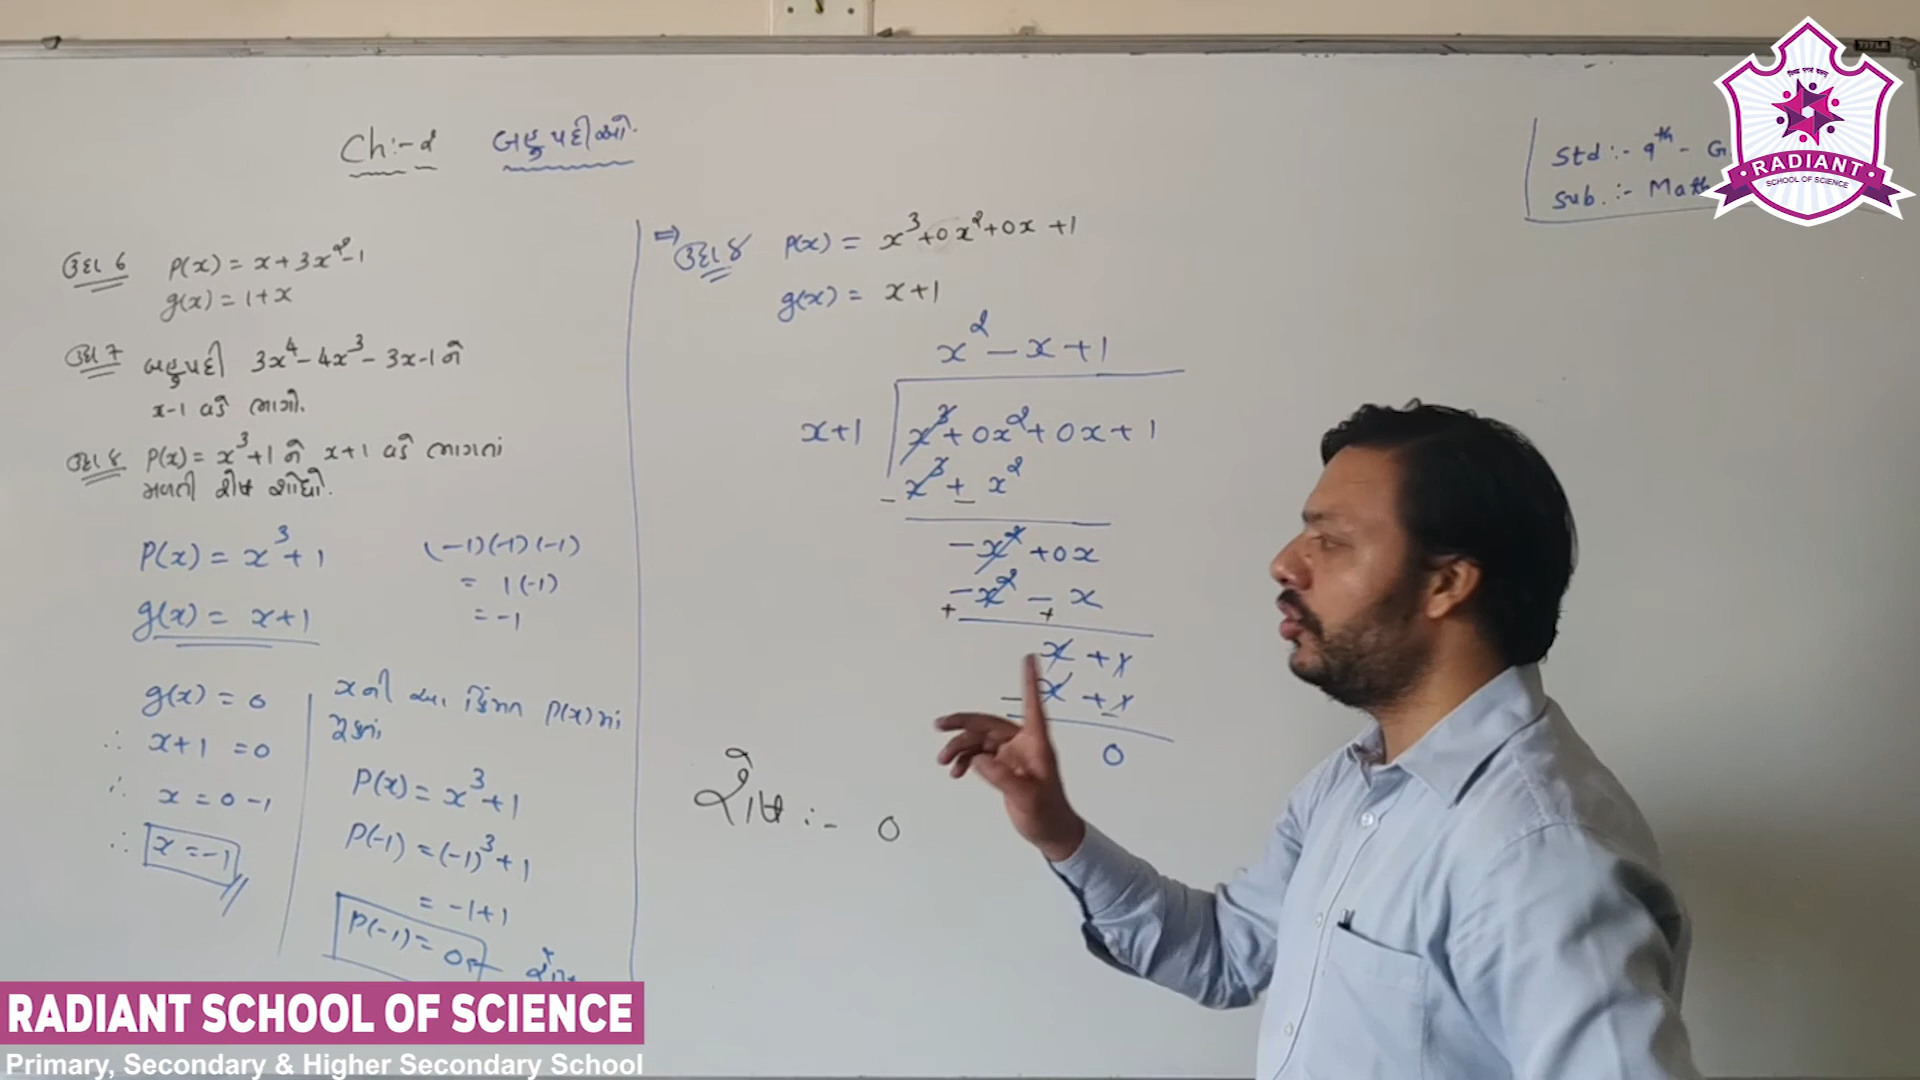 Ch:- 2 બહુપદીઓ.
Std :- 9th - G
Sub. :- Math
ઉદા 6 P(x) = x + 3x² - 1
g(x) = 1 + x
ઉદા 7 બહુપદી 3x⁴ - 4x³ - 3x - 1 ને
x-1 વડે ભાગો.
ઉદા 8 P(x) = x³ + 1 ને x+1 વડે ભાગતાં
મળતી શેષ શોધો.
P(x) = x³ + 1
g(x) = x + 1
(-1)(-1)(-1)
= 1(-1)
= -1
g(x) = 0
∴ x + 1 = 0
∴ x = 0 - 1
∴ x = -1
x ની આ કિંમત P(x) માં
મુકતાં
P(x) = x³ + 1
P(-1) = (-1)³ + 1
= -1 + 1
P(-1) = 0
⇒ ઉદા 8 P(x) = x³ + 0x² + 0x + 1
g(x) = x + 1
x² - x + 1
x+1 x³ + 0x² + 0x + 1
x³ + x²
- -
-x² + 0x
-x² - x
+ +
x + 1
x + 1
- -
0
શેષ :- 0
RADIANT
SCHOOL OF SCIENCE
RADIANT SCHOOL OF SCIENCE
Primary, Secondary & Higher Secondary School